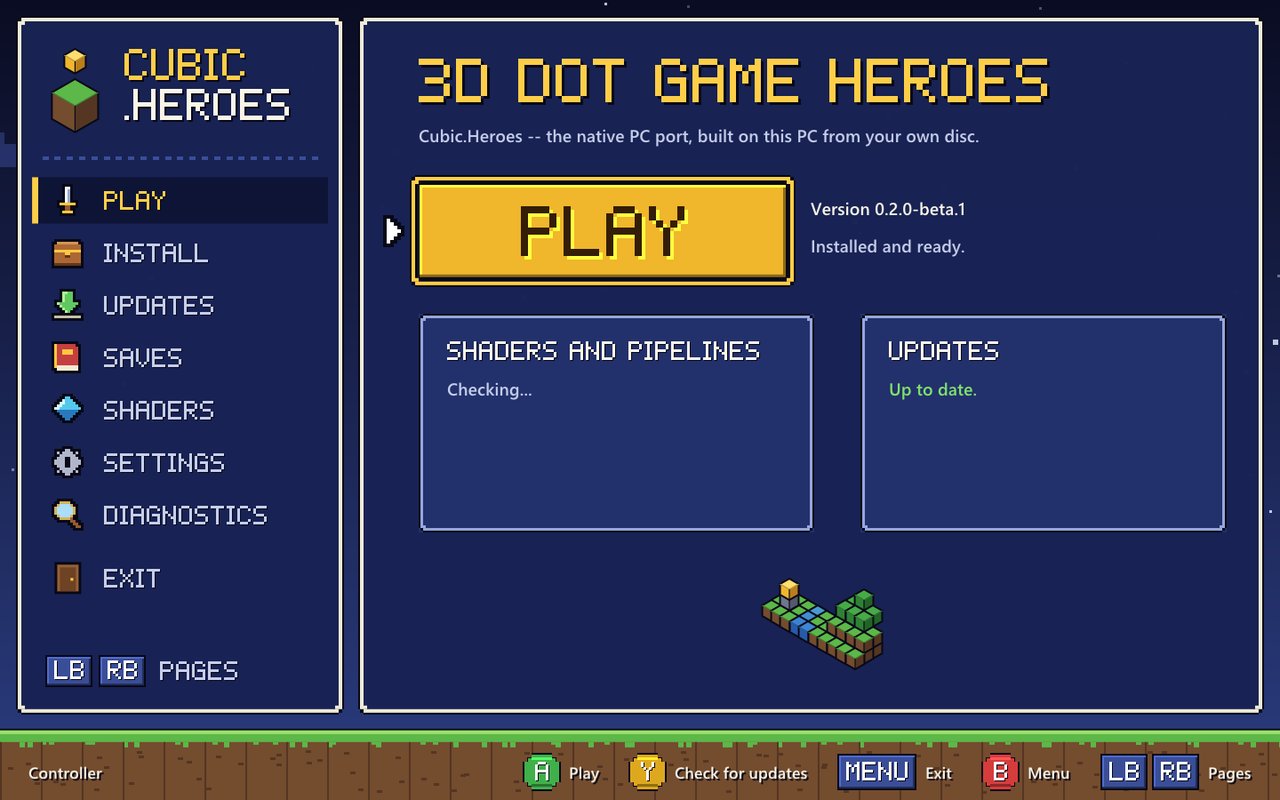 CUBIC
.HEROES
PLAY
INSTALL
UPDATES
SAVES
SHADERS
SETTINGS
DIAGNOSTICS
EXIT
LB RB PAGES
3D DOT GAME HEROES
Cubic.Heroes -- the native PC port, built on this PC from your own disc.
PLAY
Version 0.2.0-beta.1
Installed and ready.
SHADERS AND PIPELINES
Checking...
UPDATES
Up to date.
Controller
A Play Y Check for updates MENU Exit B Menu LB RB Pages